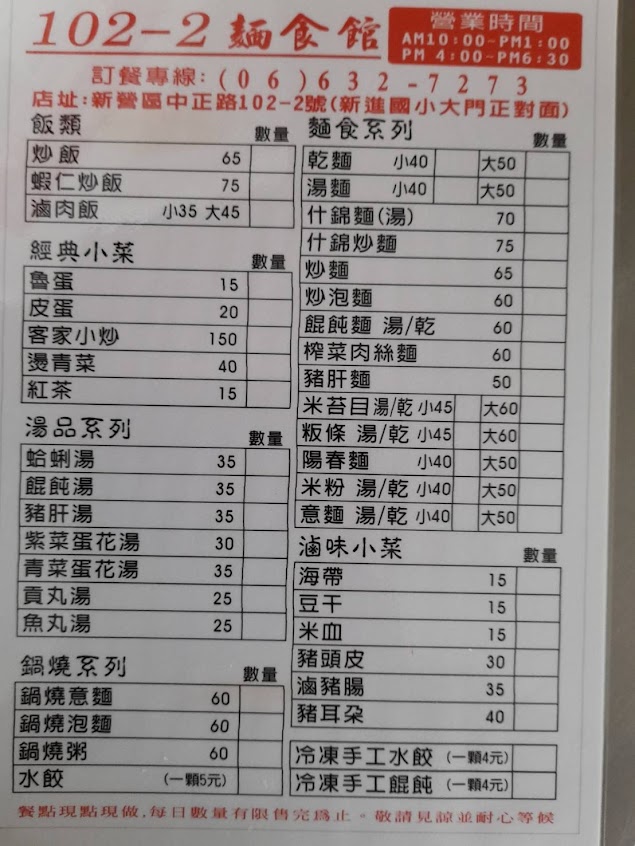 102-2麵食館
營業時間
AM10:00-PM1:00
PM 4:00-PM6:30
訂餐專線:(06)632-7273
店址:新營區中正路102-2號(新進國小大門正對面)
飯類 數量
炒飯 65
蝦仁炒飯 75
滷肉飯 小35 大45
經典小菜 數量
魯蛋 15
皮蛋 20
客家小炒 150
燙青菜 40
紅茶 15
湯品系列 數量
蛤蜊湯 35
餛飩湯 35
豬肝湯 35
紫菜蛋花湯 30
青菜蛋花湯 35
貢丸湯 25
魚丸湯 25
鍋燒系列 數量
鍋燒意麵 60
鍋燒泡麵 60
鍋燒粥 60
水餃 (一顆5元)
麵食系列 數量
乾麵 小40 大50
湯麵 小40 大50
什錦麵(湯) 70
什錦炒麵 75
炒麵 65
炒泡麵 60
餛飩麵 湯/乾 60
榨菜肉絲麵 60
豬肝麵 50
米苔目湯/乾 小45 大60
粄條 湯/乾 小45 大60
陽春麵 小40 大50
米粉 湯/乾 小40 大50
意麵 湯/乾 小40 大50
滷味小菜 數量
海帶 15
豆干 15
米血 15
豬頭皮 30
滷豬腸 35
豬耳朵 40
冷凍手工水餃 (一顆4元)
冷凍手工餛飩 (一顆4元)
餐點現點現做,每日數量有限售完為止。敬請見諒並耐心等候